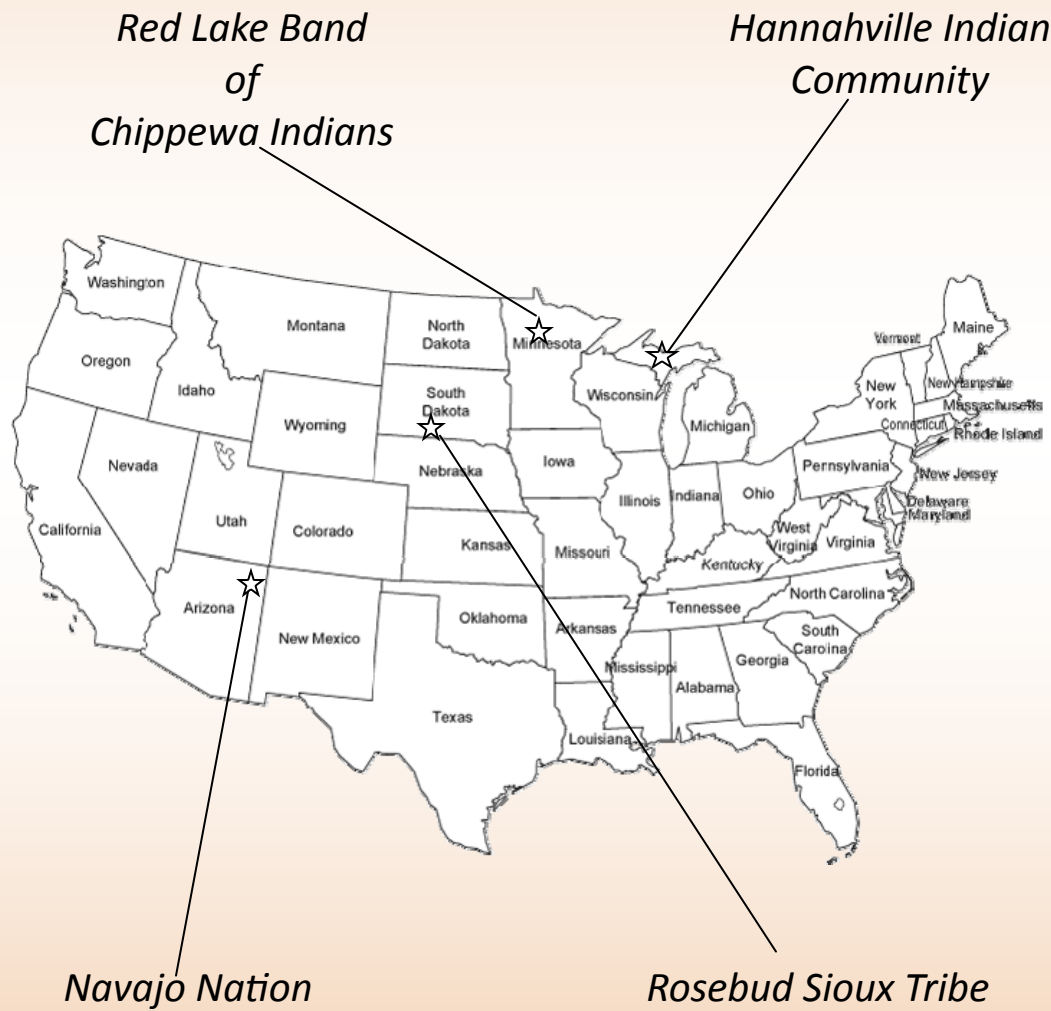 Red Lake Band
of
Chippewa Indians
Hannahville Indian
Community
Washington
Montana
North
Dakota
Minnesota
Vermont
Maine
Oregon
Idaho
South
Dakota
Wisconsin
New
York
New Hampshire
Massachusetts
Connecticut
Rhode Island
Wyoming
Michigan
Nevada
Nebraska
Iowa
Pernsylvania
New Jersey
Illinois
Indiana
Ohio
Delaware
Maryland
California
Utah
Colorado
Kansas
Missouri
West
Virginia
Virginia
Kentucky
Arizona
New Mexico
Oklahoma
Arkansas
Tennessee
North Carolina
South
Carolina
Mississippi
Alabama
Georgia
Texas
Louisiana
Florida
Navajo Nation
Rosebud Sioux Tribe